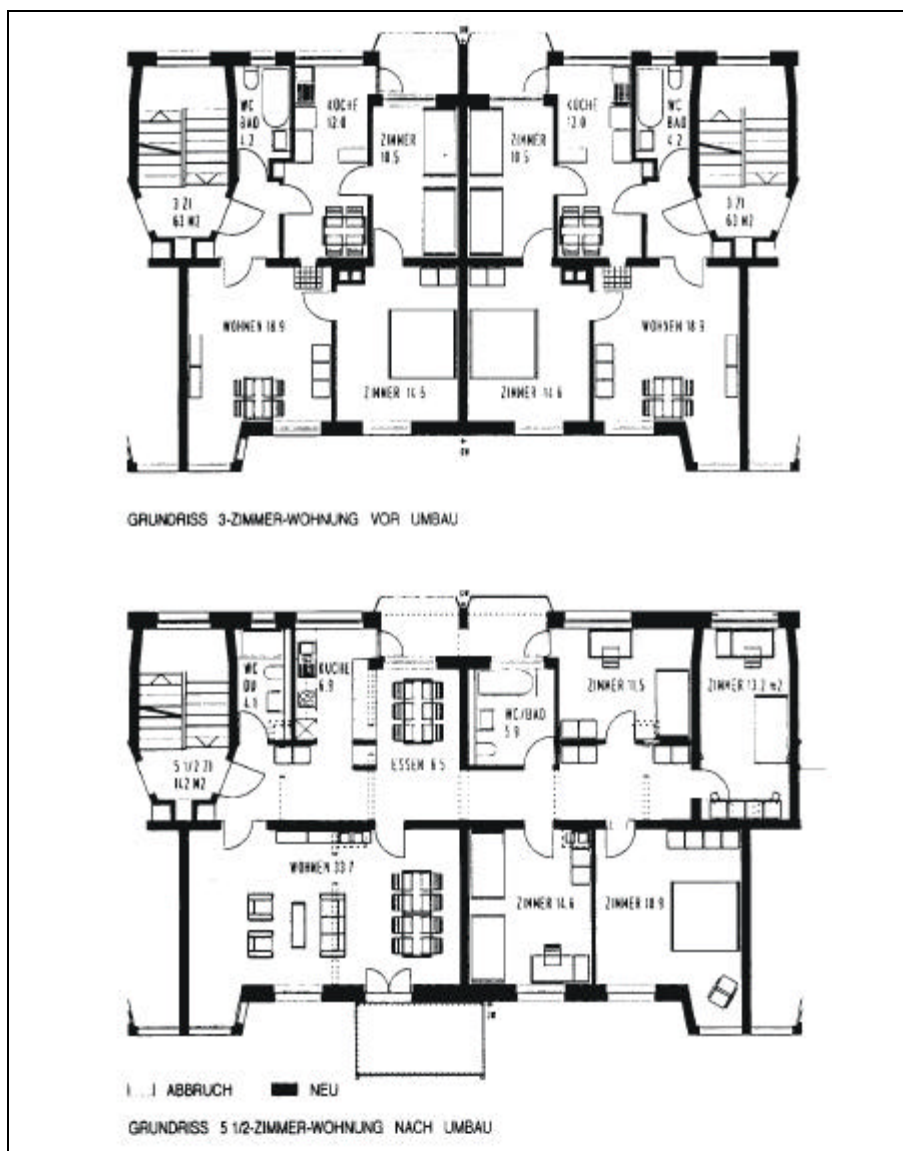 WC
BAD
4.2
KÜCHE
12.0
ZIMMER
10.5
ZIMMER
10.5
KÜCHE
12.0
WC
BAD
4.2
3 ZI
63 M2
3 ZI
63 M2
WOHNEN 18.9
ZIMMER 14.5
ZIMMER 14.6
WOHNEN 18.9
GRUNDRISS 3-ZIMMER-WOHNUNG VOR UMBAU
WC
DU
4.1
KÜCHE
6.9
ESSEN 6.5
WC/BAD
5.9
ZIMMER 11.5
ZIMMER 13.2 m2
5 1/2 ZI
142 M2
WOHNEN 33.7
ZIMMER 14.6
ZIMMER 18.9
ABBRUCH NEU
GRUNDRISS 5 1/2-ZIMMER-WOHNUNG NACH UMBAU